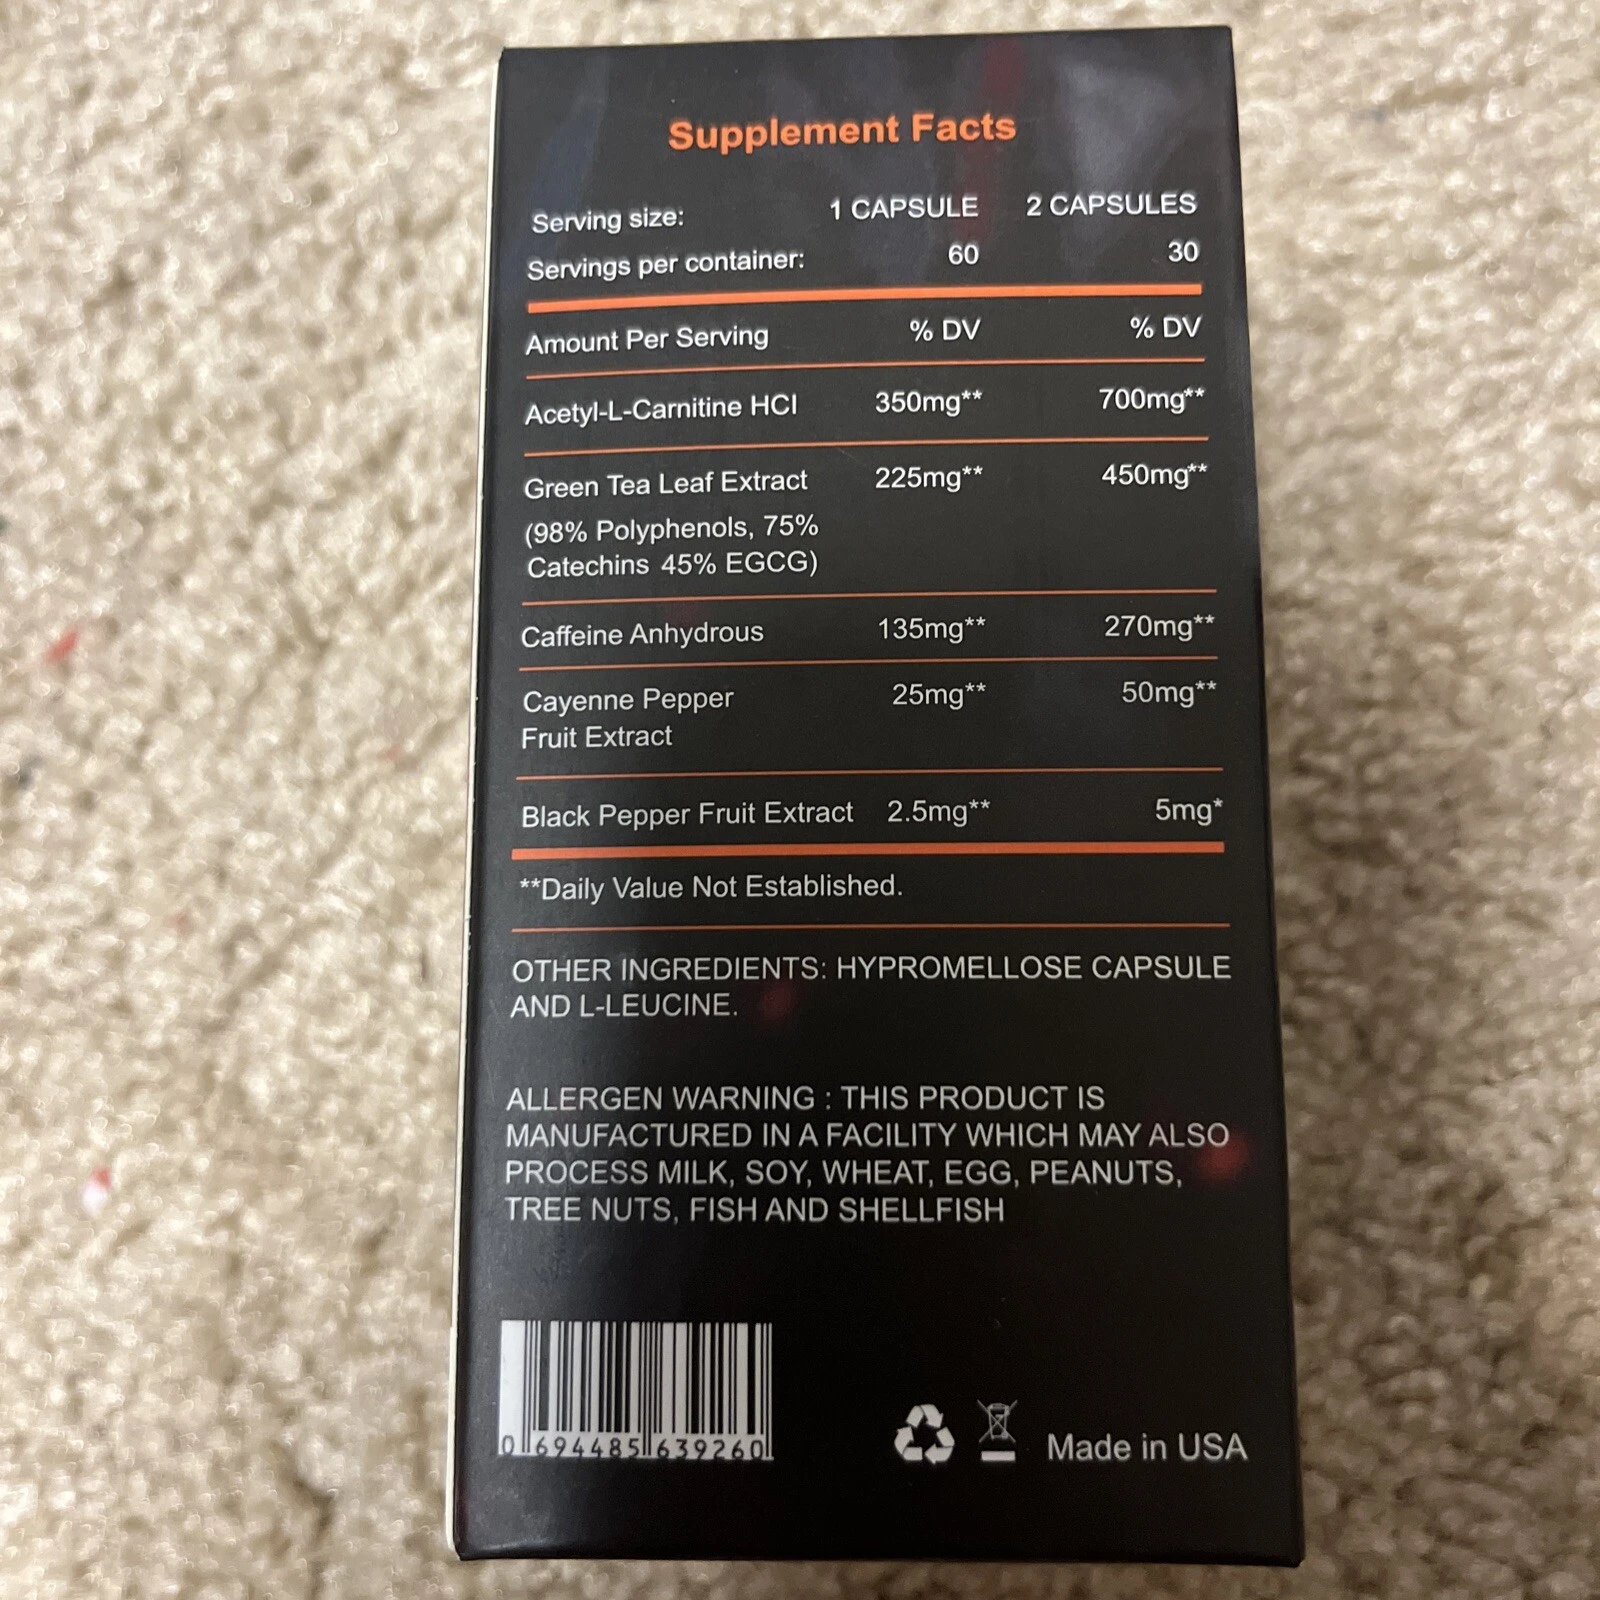 Supplement Facts
Serving size: 1 CAPSULE 2 CAPSULES
Servings per container: 60 30
Amount Per Serving % DV % DV
Acetyl-L-Carnitine HCl 350mg** 700mg**
Green Tea Leaf Extract 225mg** 450mg**
(98% Polyphenols, 75%
Catechins 45% EGCG)
Caffeine Anhydrous 135mg** 270mg**
Cayenne Pepper 25mg** 50mg**
Fruit Extract
Black Pepper Fruit Extract 2.5mg** 5mg*
**Daily Value Not Established.
OTHER INGREDIENTS: HYPROMELLOSE CAPSULE
AND L-LEUCINE.
ALLERGEN WARNING : THIS PRODUCT IS
MANUFACTURED IN A FACILITY WHICH MAY ALSO
PROCESS MILK, SOY, WHEAT, EGG, PEANUTS,
TREE NUTS, FISH AND SHELLFISH
0 694485 639260
Made in USA